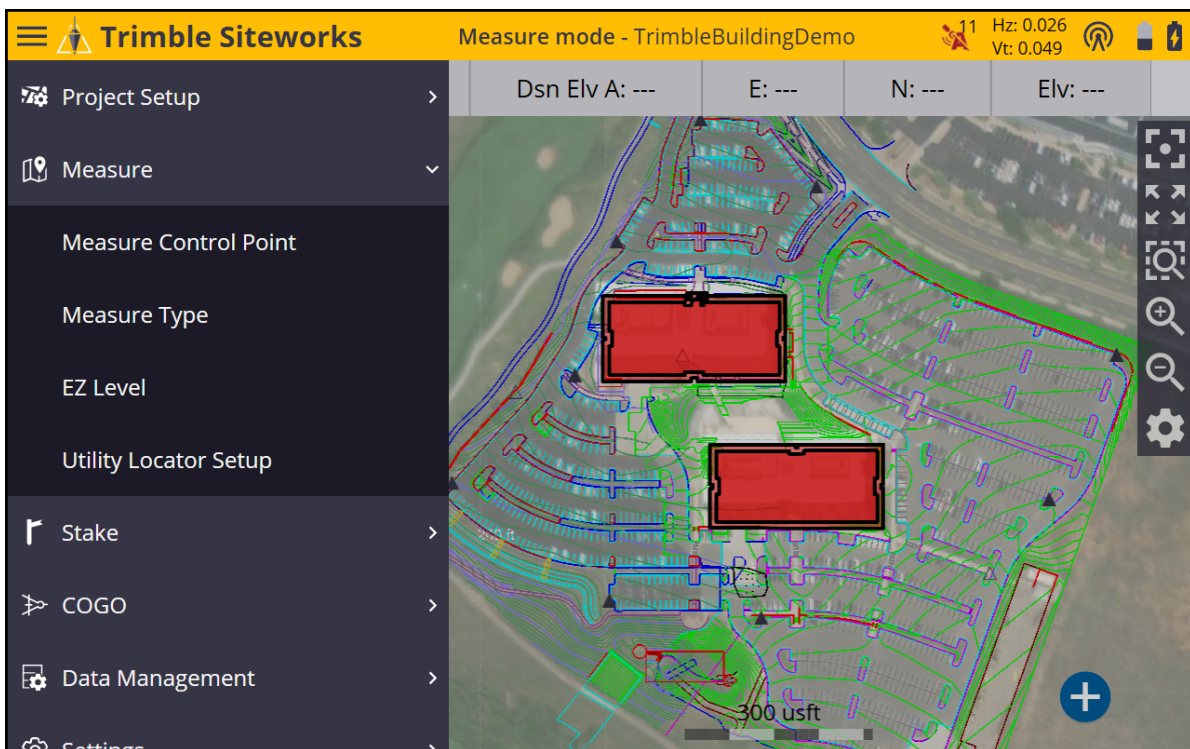 Trimble Siteworks
Measure mode - TrimbleBuildingDemo
11
Hz: 0.026
Vt: 0.049
Project Setup
Measure
Measure Control Point
Measure Type
EZ Level
Utility Locator Setup
Stake
COGO
Data Management
Settings
Dsn Elv A: ---
E: ---
N: ---
Elv: ---
300 usft